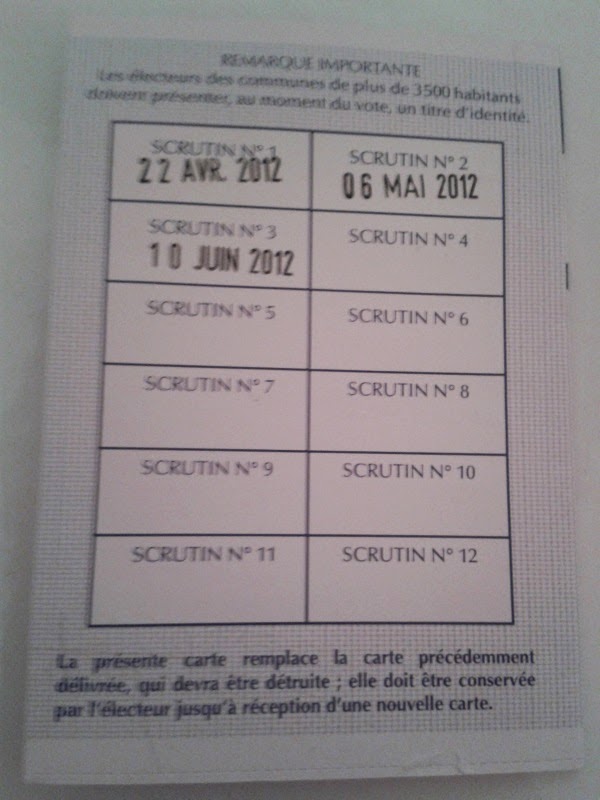 REMARQUE IMPORTANTE
Les électeurs des communes de plus de 3500 habitants
doivent présenter, au moment du vote, un titre d'identité.
SCRUTIN N° 1
22 AVR. 2012
SCRUTIN N° 2
06 MAI 2012
SCRUTIN N° 3
10 JUIN 2012
SCRUTIN N° 4
SCRUTIN N° 5
SCRUTIN N° 6
SCRUTIN N° 7
SCRUTIN N° 8
SCRUTIN N° 9
SCRUTIN N° 10
SCRUTIN N° 11
SCRUTIN N° 12
La présente carte remplace la carte précédemment
délivrée, qui devra être détruite ; elle doit être conservée
par l'électeur jusqu'à réception d'une nouvelle carte.